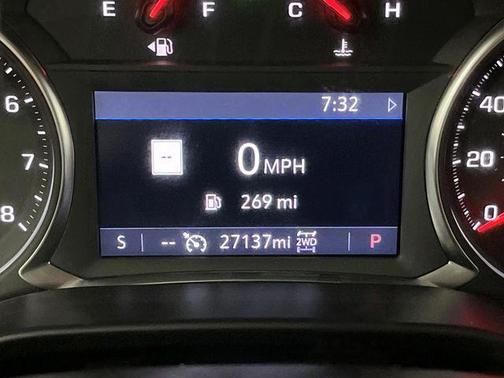 E F C H
7:32
6 -- 0 MPH 40
7 269 mi 20
8 S -- 27137mi 2WD P 0